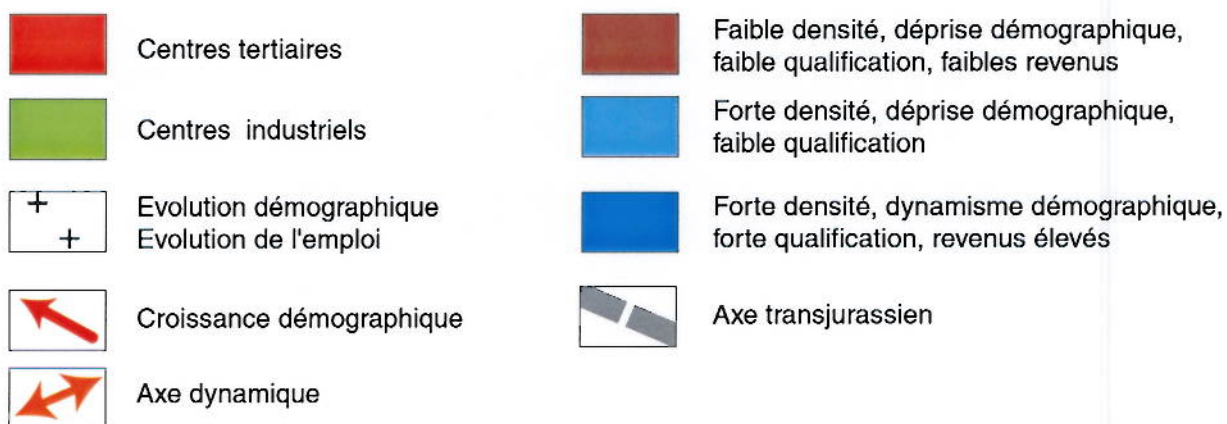 Centres tertiaires
Centres industriels
+ Evolution démographique
+ Evolution de l'emploi
Croissance démographique
Axe dynamique
Faible densité, déprise démographique,
faible qualification, faibles revenus
Forte densité, déprise démographique,
faible qualification
Forte densité, dynamisme démographique,
forte qualification, revenus élevés
Axe transjurassien